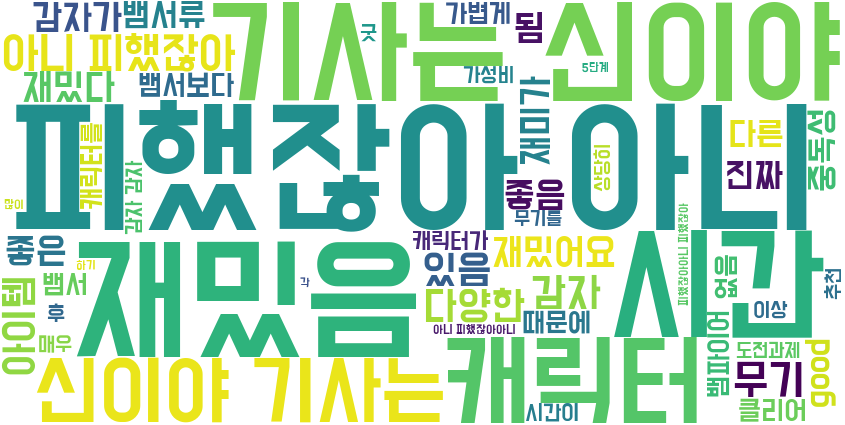 감자가 뱀서류
기사는 신이야
굿
가볍게 됨
아니 피했잖아
가성비
5단계
재밌다
뱀서보다
피했잖아아니
재미가
다른
중독성
캐릭터를
상당히
진짜
감자 감자
많이
좋음
무기를
피했잖아아니 피했잖아
좋은
하기
재밌음
캐릭터가
재밌어요
시간
있음
없음
추천
뱀서
각
다양한
감자
아이템
후
때문에
이상
아니 피했잖아아니
뱀파이어
매우
신이야 기사는
캐릭터
도전과제
good
무기
시간이
클리어